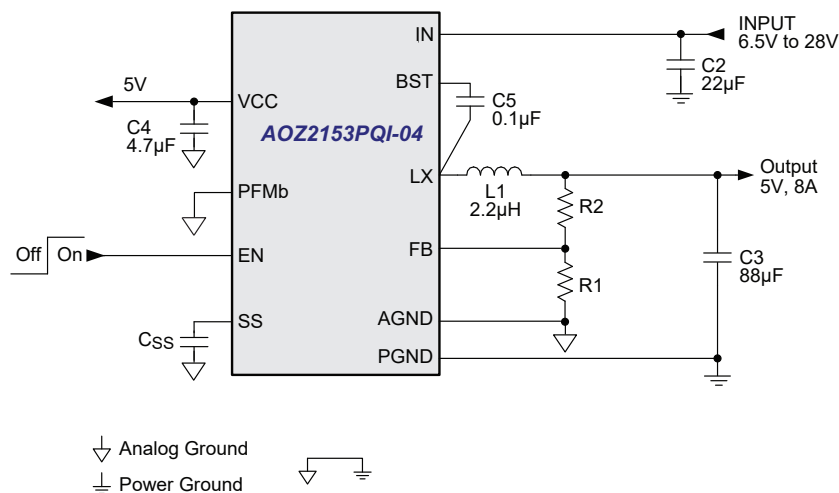 IN
INPUT
6.5V to 28V
C2
22µF
BST
C5
0.1µF
5V
VCC
C4
4.7µF
AOZ2153PQI-04
LX
L1
2.2µH
Output
5V, 8A
PFMb
R2
Off On
EN
FB
C3
88µF
R1
SS
CSS
AGND
PGND
Analog Ground
Power Ground